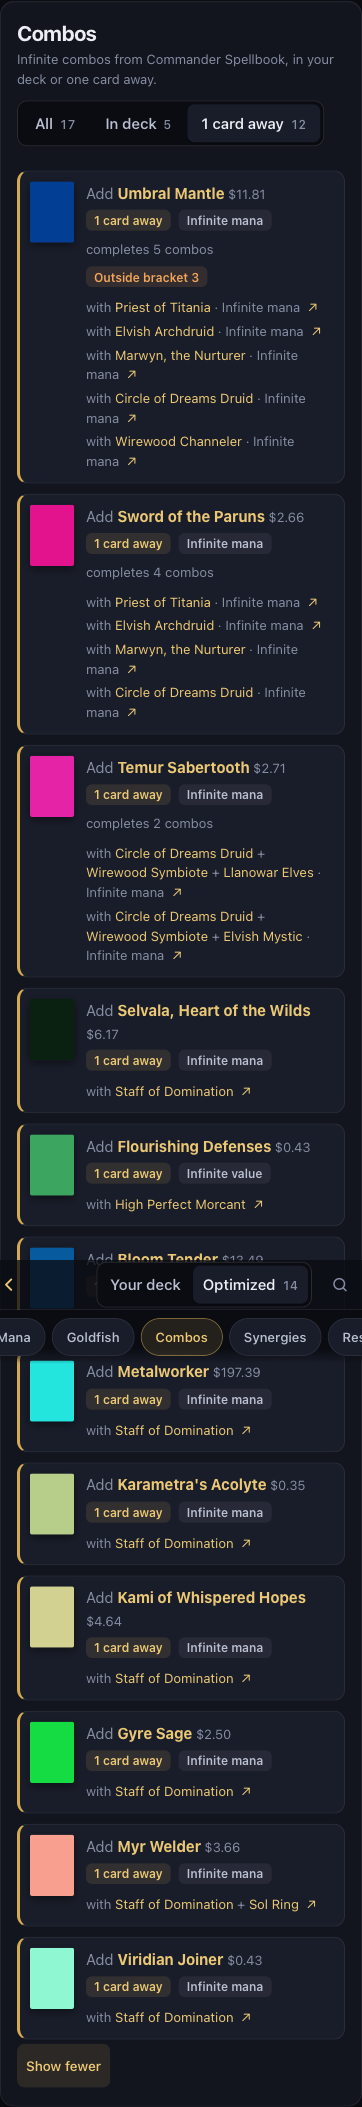 Combos
Infinite combos from Commander Spellbook, in your
deck or one card away.
All 17 In deck 5 1 card away 12
Add Umbral Mantle $11.81
1 card away Infinite mana
completes 5 combos
Outside bracket 3
with Priest of Titania · Infinite mana ↗
with Elvish Archdruid · Infinite mana ↗
with Marwyn, the Nurturer · Infinite
mana ↗
with Circle of Dreams Druid · Infinite
mana ↗
with Wirewood Channeler · Infinite
mana ↗
Add Sword of the Paruns $2.66
1 card away Infinite mana
completes 4 combos
with Priest of Titania · Infinite mana ↗
with Elvish Archdruid · Infinite mana ↗
with Marwyn, the Nurturer · Infinite
mana ↗
with Circle of Dreams Druid · Infinite
mana ↗
Add Temur Sabertooth $2.71
1 card away Infinite mana
completes 2 combos
with Circle of Dreams Druid +
Wirewood Symbiote + Llanowar Elves ·
Infinite mana ↗
with Circle of Dreams Druid +
Wirewood Symbiote + Elvish Mystic ·
Infinite mana ↗
Add Selvala, Heart of the Wilds
$6.17
1 card away Infinite mana
with Staff of Domination ↗
Add Flourishing Defenses $0.43
1 card away Infinite value
with High Perfect Morcant ↗
Add Bloom Tender $13.49
Your deck Optimized 14
Mana Goldfish Combos Synergies Res
Metalworker $197.39
1 card away Infinite mana
with Staff of Domination ↗
Add Karametra's Acolyte $0.35
1 card away Infinite mana
with Staff of Domination ↗
Add Kami of Whispered Hopes
$4.64
1 card away Infinite mana
with Staff of Domination ↗
Add Gyre Sage $2.50
1 card away Infinite mana
with Staff of Domination ↗
Add Myr Welder $3.66
1 card away Infinite mana
with Staff of Domination + Sol Ring ↗
Add Viridian Joiner $0.43
1 card away Infinite mana
with Staff of Domination ↗
Show fewer